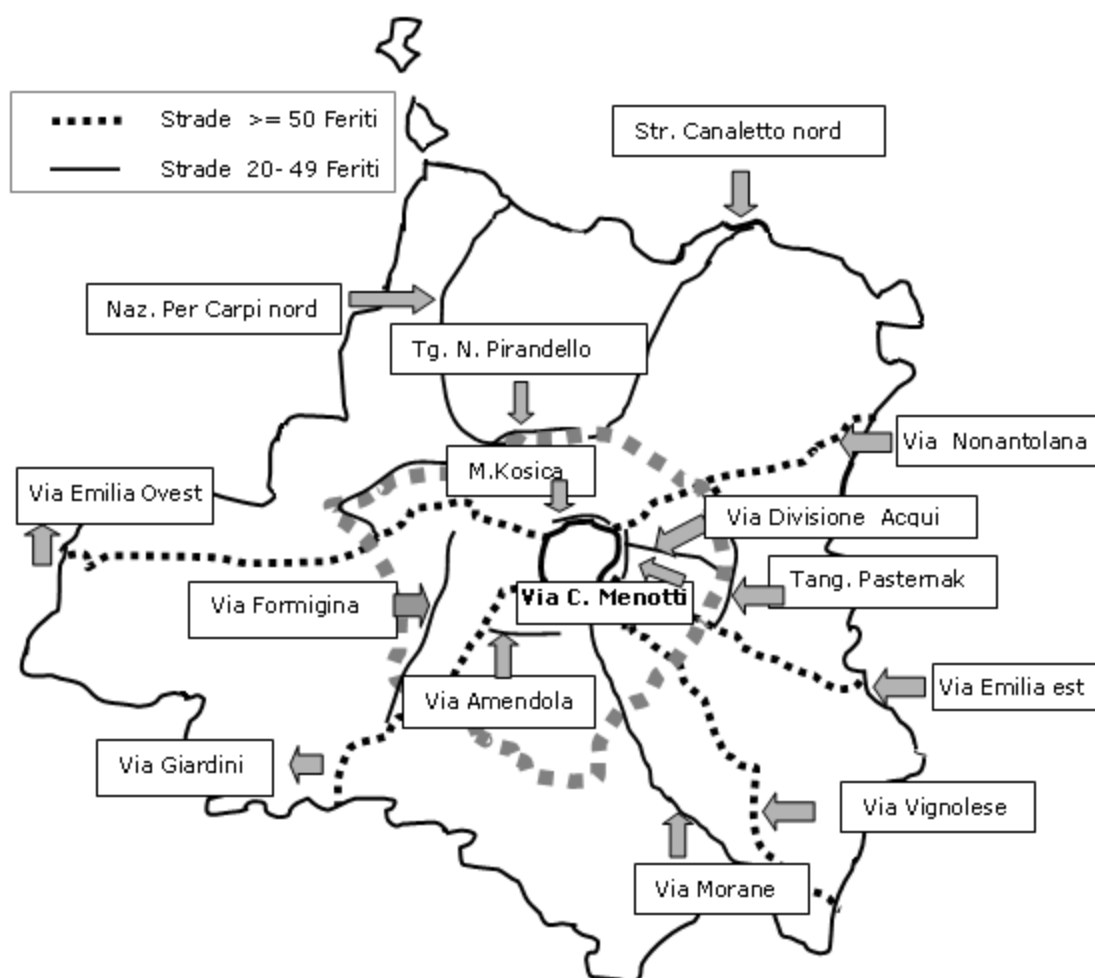 Strade >= 50 Feriti
Strade 20- 49 Feriti
Str. Canaletto nord
Naz. Per Carpi nord
Tg. N. Pirandello
Via Nonantolana
M.Kosica
Via Emilia Ovest
Via Divisione Acqui
Tang. Pasternak
Via Formigina
Via C. Menotti
Via Emilia est
Via Amendola
Via Giardini
Via Vignolese
Via Morane